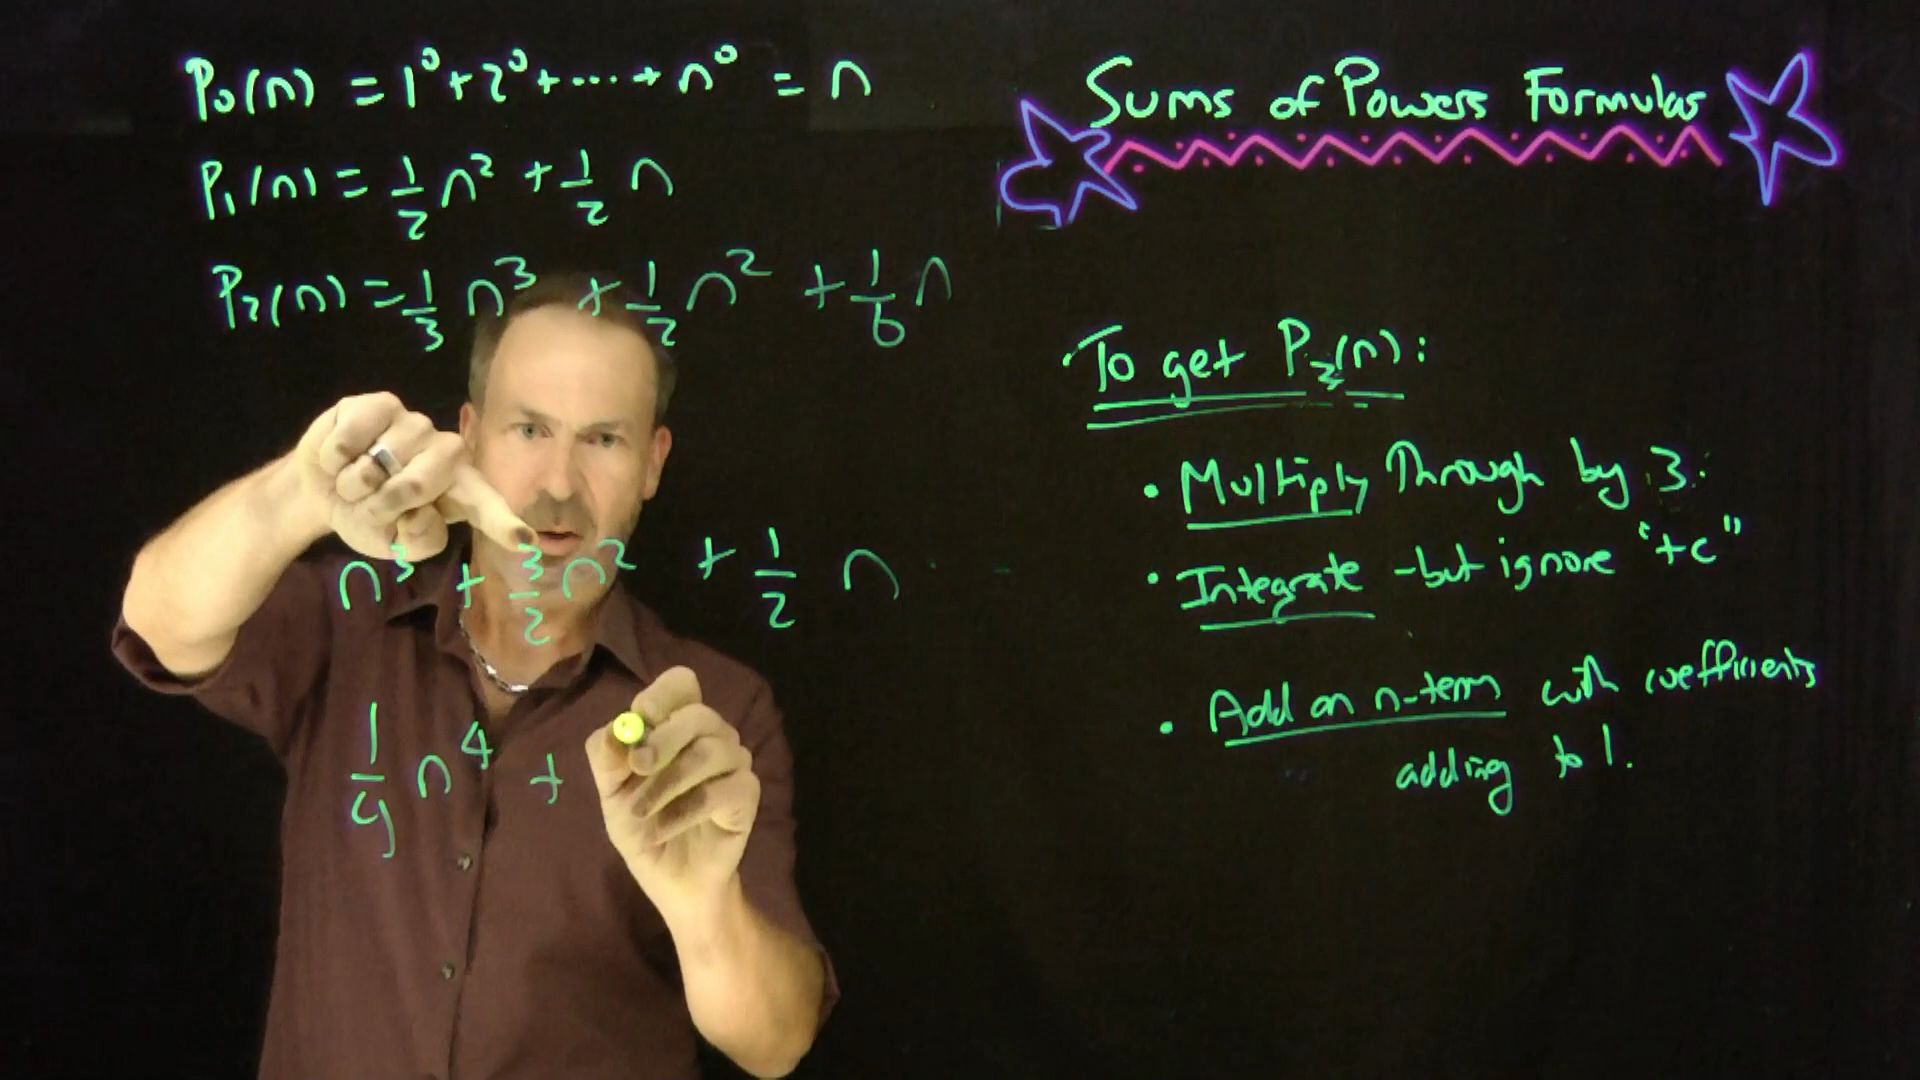 P₀(n) = 1⁰ + 2⁰ + ... + n⁰ = n
P₁(n) = 1/2 n² + 1/2 n
P₂(n) = 1/3 n³ + 1/2 n² + 1/6 n
n³ + 3/2 n² + 1/2 n
1/4 n⁴ +
Sums of Powers Formulas
To get P₃(n):
• Multiply Through by 3.
• Integrate - but ignore "+c"
• Add an n-term with coefficients
adding to 1.